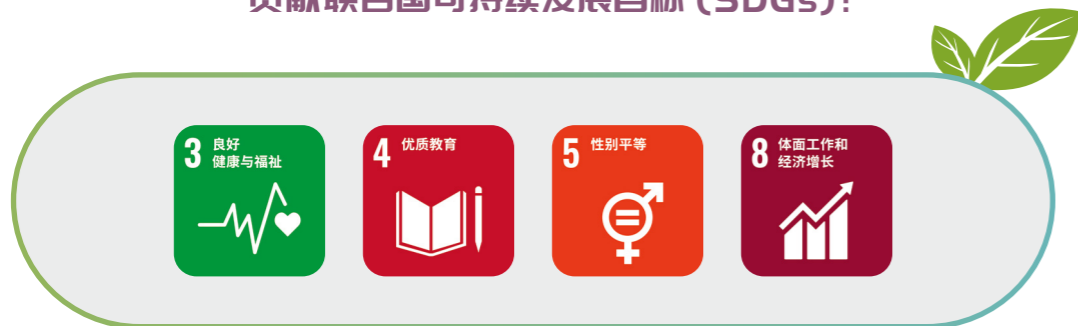 贡献联合国可持续发展目标 (SDGs):
3 良好
健康与福祉
4 优质教育
5 性别平等
8 体面工作和
经济增长